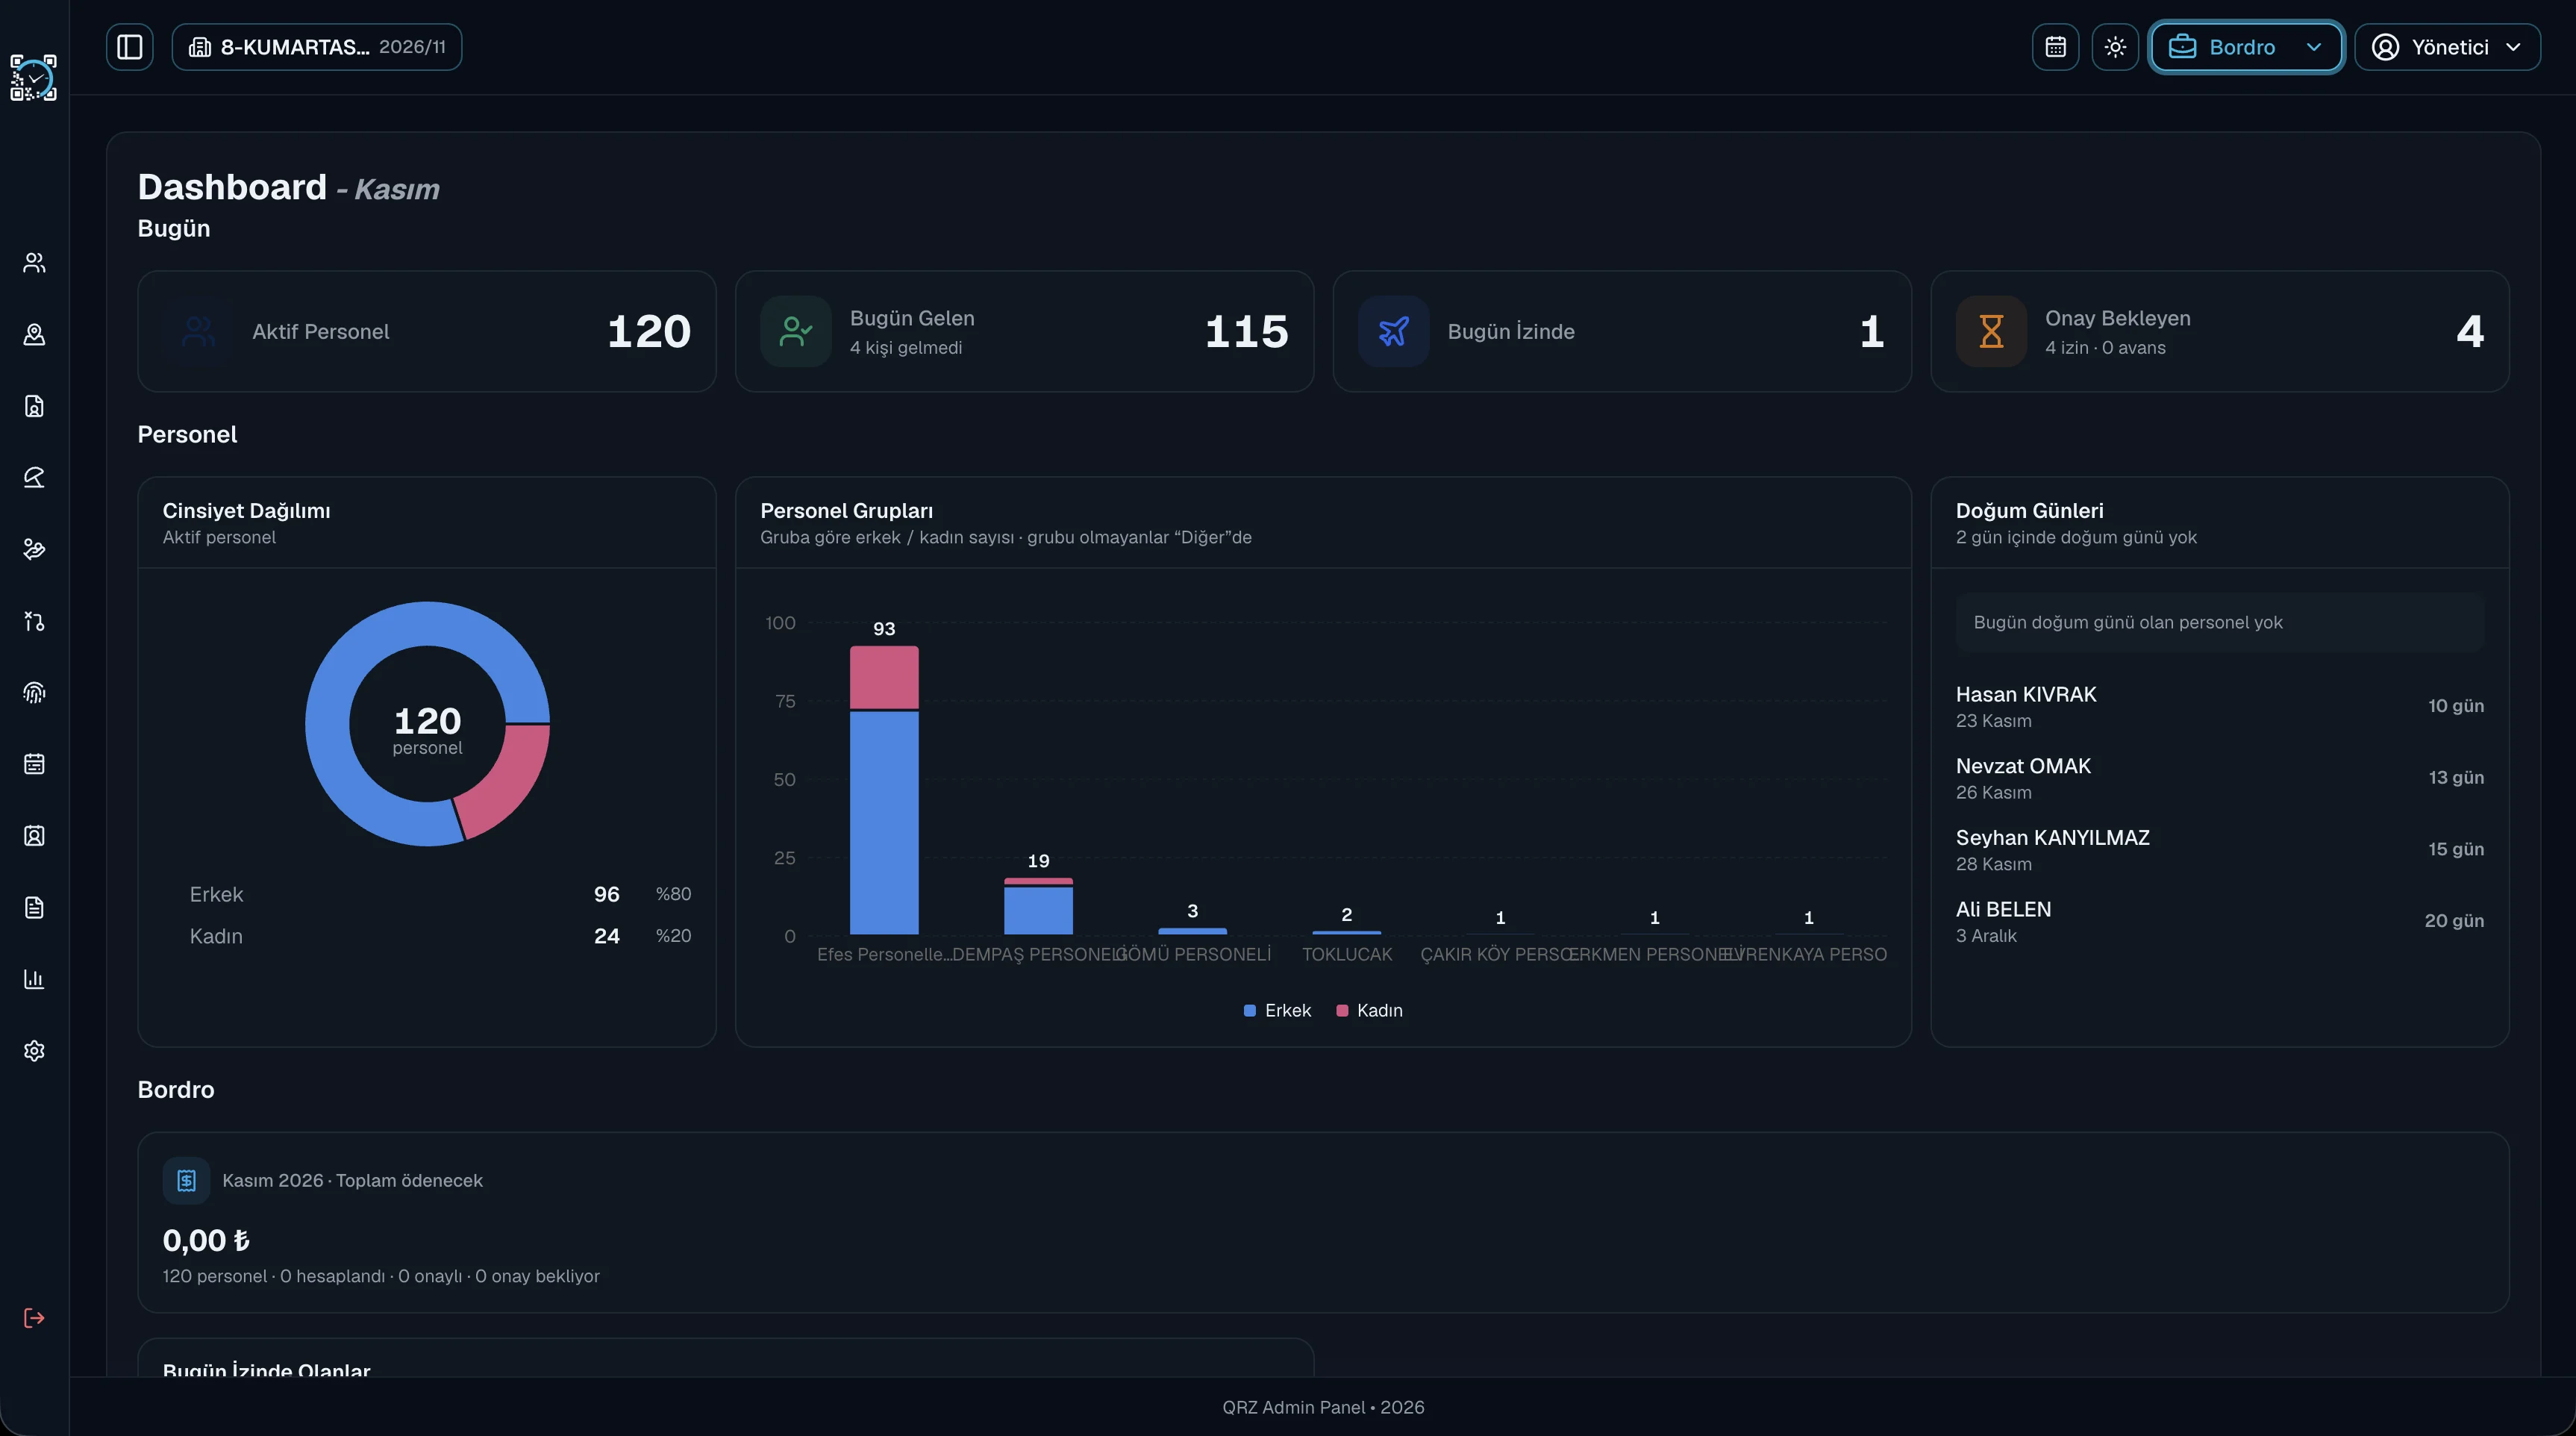 8-KUMARTAS... 2026/11
Bordro
Yönetici
Dashboard - Kasım
Bugün
Aktif Personel
120
Bugün Gelen
4 kişi gelmedi
115
Bugün İzinde
1
Onay Bekleyen
4 izin · 0 avans
4
Personel
Cinsiyet Dağılımı
Aktif personel
120
personel
Erkek 96 %80
Kadın 24 %20
Personel Grupları
Gruba göre erkek / kadın sayısı · grubu olmayanlar “Diğer”de
100
75
50
25
0
93
19
3
2
1
1
1
Efes Personelle...
DEMPAŞ PERSONELİ
GÖMÜ PERSONELİ
TOKLUCAK
ÇAKIR KÖY PERSO
ERKMEN PERSONELİ
EVRENKAYA PERSO
Erkek Kadın
Doğum Günleri
2 gün içinde doğum günü yok
Bugün doğum günü olan personel yok
Hasan KIVRAK
23 Kasım
10 gün
Nevzat OMAK
26 Kasım
13 gün
Seyhan KANYILMAZ
28 Kasım
15 gün
Ali BELEN
3 Aralık
20 gün
Bordro
Kasım 2026 · Toplam ödenecek
0,00 ₺
120 personel · 0 hesaplandı · 0 onaylı · 0 onay bekliyor
Bugün İzinde Olanlar
QRZ Admin Panel • 2026